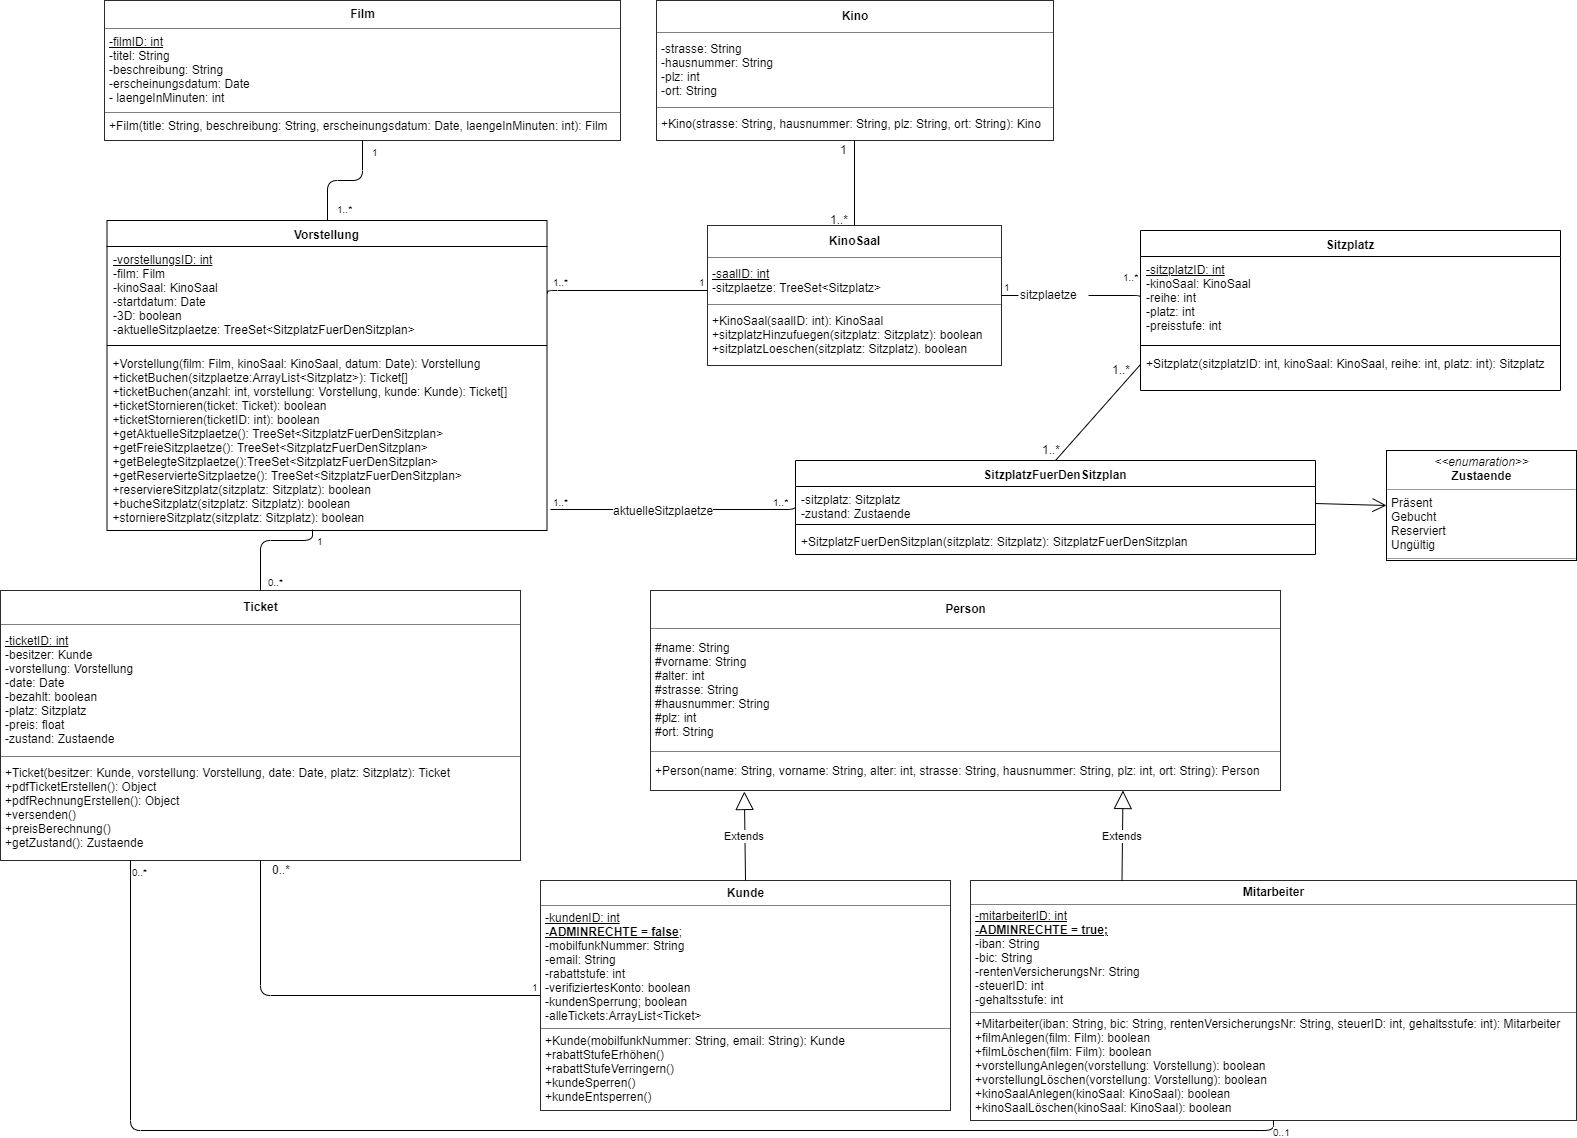 Film
-filmID: int
-titel: String
-beschreibung: String
-erscheinungsdatum: Date
- laengeInMinuten: int
+Film(title: String, beschreibung: String, erscheinungsdatum: Date, laengeInMinuten: int): Film
1
1..*
Kino
-strasse: String
-hausnummer: String
-plz: int
-ort: String
+Kino(strasse: String, hausnummer: String, plz: String, ort: String): Kino
1
1..*
Vorstellung
-vorstellungsID: int
-film: Film
-kinoSaal: KinoSaal
-startdatum: Date
-3D: boolean
-aktuelleSitzplaetze: TreeSet<SitzplatzFuerDenSitzplan>
+Vorstellung(film: Film, kinoSaal: KinoSaal, datum: Date): Vorstellung
+ticketBuchen(sitzplaetze:ArrayList<Sitzplatz>): Ticket[]
+ticketBuchen(anzahl: int, vorstellung: Vorstellung, kunde: Kunde): Ticket[]
+ticketStornieren(ticket: Ticket): boolean
+ticketStornieren(ticketID: int): boolean
+getAktuelleSitzplaetze(): TreeSet<SitzplatzFuerDenSitzplan>
+getFreieSitzplaetze(): TreeSet<SitzplatzFuerDenSitzplan>
+getBelegteSitzplaetze():TreeSet<SitzplatzFuerDenSitzplan>
+getReservierteSitzplaetze(): TreeSet<SitzplatzFuerDenSitzplan>
+reserviereSitzplatz(sitzplatz: Sitzplatz): boolean
+bucheSitzplatz(sitzplatz: Sitzplatz): boolean
+storniereSitzplatz(sitzplatz: Sitzplatz): boolean
1..*
1
KinoSaal
-saalID: int
-sitzplaetze: TreeSet<Sitzplatz>
+KinoSaal(saalID: int): KinoSaal
+sitzplatzHinzufuegen(sitzplatz: Sitzplatz): boolean
+sitzplatzLoeschen(sitzplatz: Sitzplatz). boolean
1
sitzplaetze
1..*
Sitzplatz
-sitzplatzID: int
-kinoSaal: KinoSaal
-reihe: int
-platz: int
-preisstufe: int
+Sitzplatz(sitzplatzID: int, kinoSaal: KinoSaal, reihe: int, platz: int): Sitzplatz
1..*
1..*
1..*
aktuelleSitzplaetze
1..*
SitzplatzFuerDenSitzplan
-sitzplatz: Sitzplatz
-zustand: Zustaende
+SitzplatzFuerDenSitzplan(sitzplatz: Sitzplatz): SitzplatzFuerDenSitzplan
<<enumaration>>
Zustaende
Präsent
Gebucht
Reserviert
Ungültig
1
0..*
Ticket
-ticketID: int
-besitzer: Kunde
-vorstellung: Vorstellung
-date: Date
-bezahlt: boolean
-platz: Sitzplatz
-preis: float
-zustand: Zustaende
+Ticket(besitzer: Kunde, vorstellung: Vorstellung, date: Date, platz: Sitzplatz): Ticket
+pdfTicketErstellen(): Object
+pdfRechnungErstellen(): Object
+versenden()
+preisBerechnung()
+getZustand(): Zustaende
0..*
0..*
Person
#name: String
#vorname: String
#alter: int
#strasse: String
#hausnummer: String
#plz: int
#ort: String
+Person(name: String, vorname: String, alter: int, strasse: String, hausnummer: String, plz: int, ort: String): Person
Extends
Extends
1
Kunde
-kundenID: int
-ADMINRECHTE = false;
-mobilfunkNummer: String
-email: String
-rabattstufe: int
-verifiziertesKonto: boolean
-kundenSperrung; boolean
-alleTickets:ArrayList<Ticket>
+Kunde(mobilfunkNummer: String, email: String): Kunde
+rabattStufeErhöhen()
+rabattStufeVerringern()
+kundeSperren()
+kundeEntsperren()
Mitarbeiter
-mitarbeiterID: int
-ADMINRECHTE = true;
-iban: String
-bic: String
-rentenVersicherungsNr: String
-steuerID: int
-gehaltsstufe: int
+Mitarbeiter(iban: String, bic: String, rentenVersicherungsNr: String, steuerID: int, gehaltsstufe: int): Mitarbeiter
+filmAnlegen(film: Film): boolean
+filmLöschen(film: Film): boolean
+vorstellungAnlegen(vorstellung: Vorstellung): boolean
+vorstellungLöschen(vorstellung: Vorstellung): boolean
+kinoSaalAnlegen(kinoSaal: KinoSaal): boolean
+kinoSaalLöschen(kinoSaal: KinoSaal): boolean
0..1